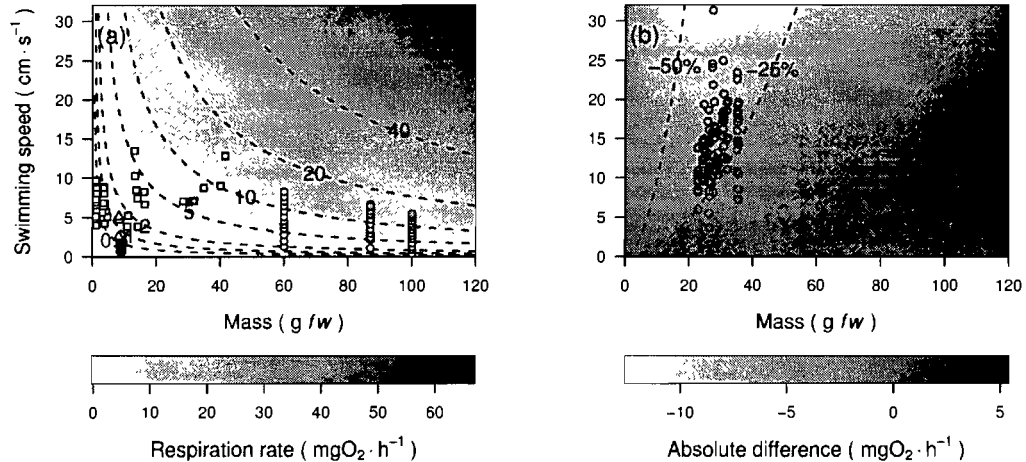 (a)
(b)
Swimming speed ( cm · s⁻¹ )
30
25
20
15
10
5
0
40
20
10
5
2
0 20 40 60 80 100 120
Mass ( g fw )
30
25
20
15
10
5
0
−50%
−25%
0 20 40 60 80 100 120
Mass ( g fw )
0 10 20 30 40 50 60
Respiration rate ( mgO₂ · h⁻¹ )
−10 −5 0 5
Absolute difference ( mgO₂ · h⁻¹ )